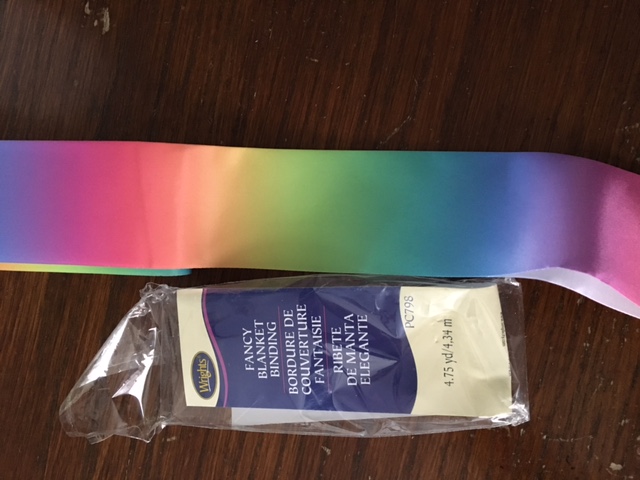 Wrights
FANCY
BLANKET
BINDING
BORDURE DE
COUVERTURE
FANTAISIE
RIBETE
DE MANTA
ELEGANTE
PC798
4.75 yd/4.34 m